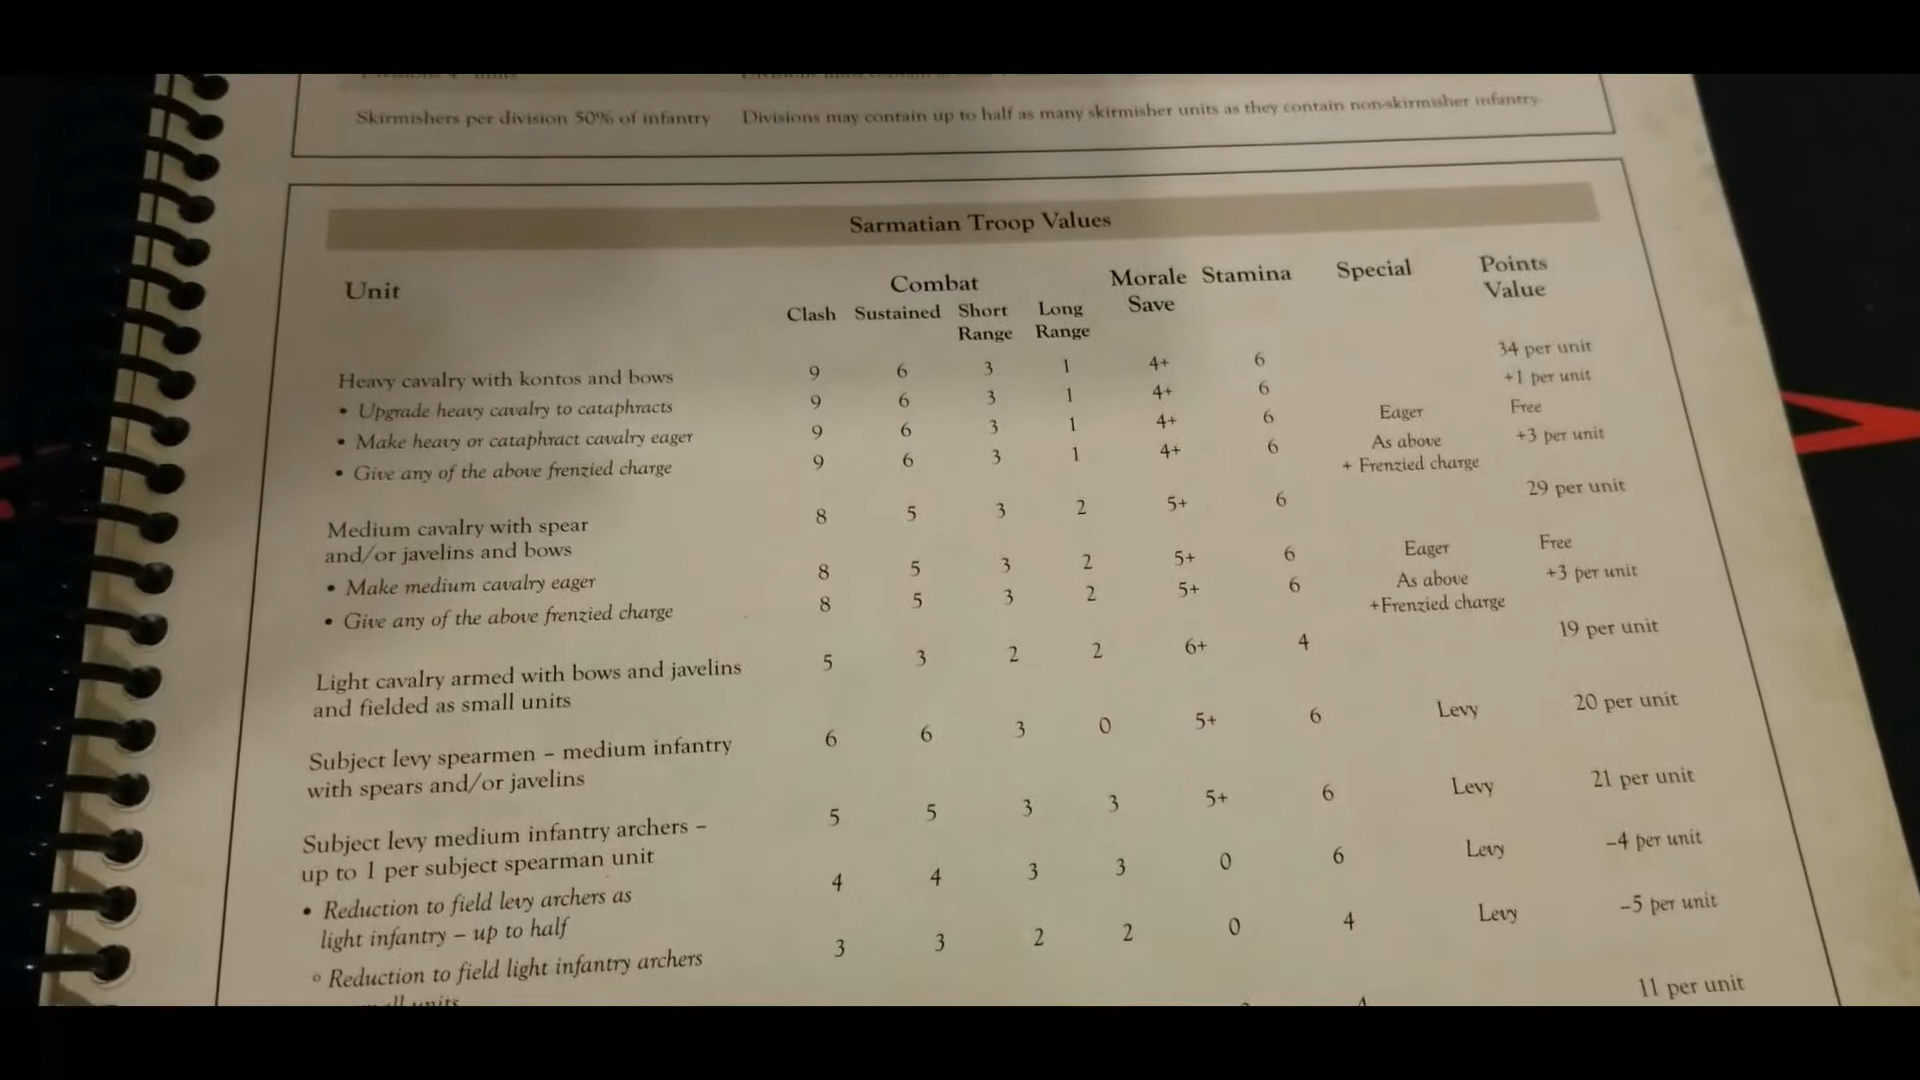 Skirmishers per division 50% of infantry Divisions may contain up to half as many skirmisher units as they contain non-skirmisher infantry.
Sarmatian Troop Values
Unit Combat Morale Save Stamina Special Points Value
Clash Sustained Short Range Long Range
Heavy cavalry with kontos and bows 9 6 3 1 4+ 6 34 per unit
• Upgrade heavy cavalry to cataphracts 9 6 3 1 4+ 6 +1 per unit
• Make heavy or cataphract cavalry eager 9 6 3 1 4+ 6 Eager Free
• Give any of the above frenzied charge 9 6 3 1 4+ 6 As above +3 per unit
+ Frenzied charge
Medium cavalry with spear 8 5 3 2 5+ 6 29 per unit
and/or javelins and bows
• Make medium cavalry eager 8 5 3 2 5+ 6 Eager Free
• Give any of the above frenzied charge 8 5 3 2 5+ 6 As above +3 per unit
+Frenzied charge
Light cavalry armed with bows and javelins 5 3 2 2 6+ 4 19 per unit
and fielded as small units
Subject levy spearmen – medium infantry 6 6 3 0 5+ 6 Levy 20 per unit
with spears and/or javelins
Subject levy medium infantry archers – 5 5 3 3 5+ 6 Levy 21 per unit
up to 1 per subject spearman unit
• Reduction to field levy archers as 4 4 3 3 0 6 Levy –4 per unit
light infantry – up to half
° Reduction to field light infantry archers 3 3 2 2 0 4 Levy –5 per unit
units
11 per unit